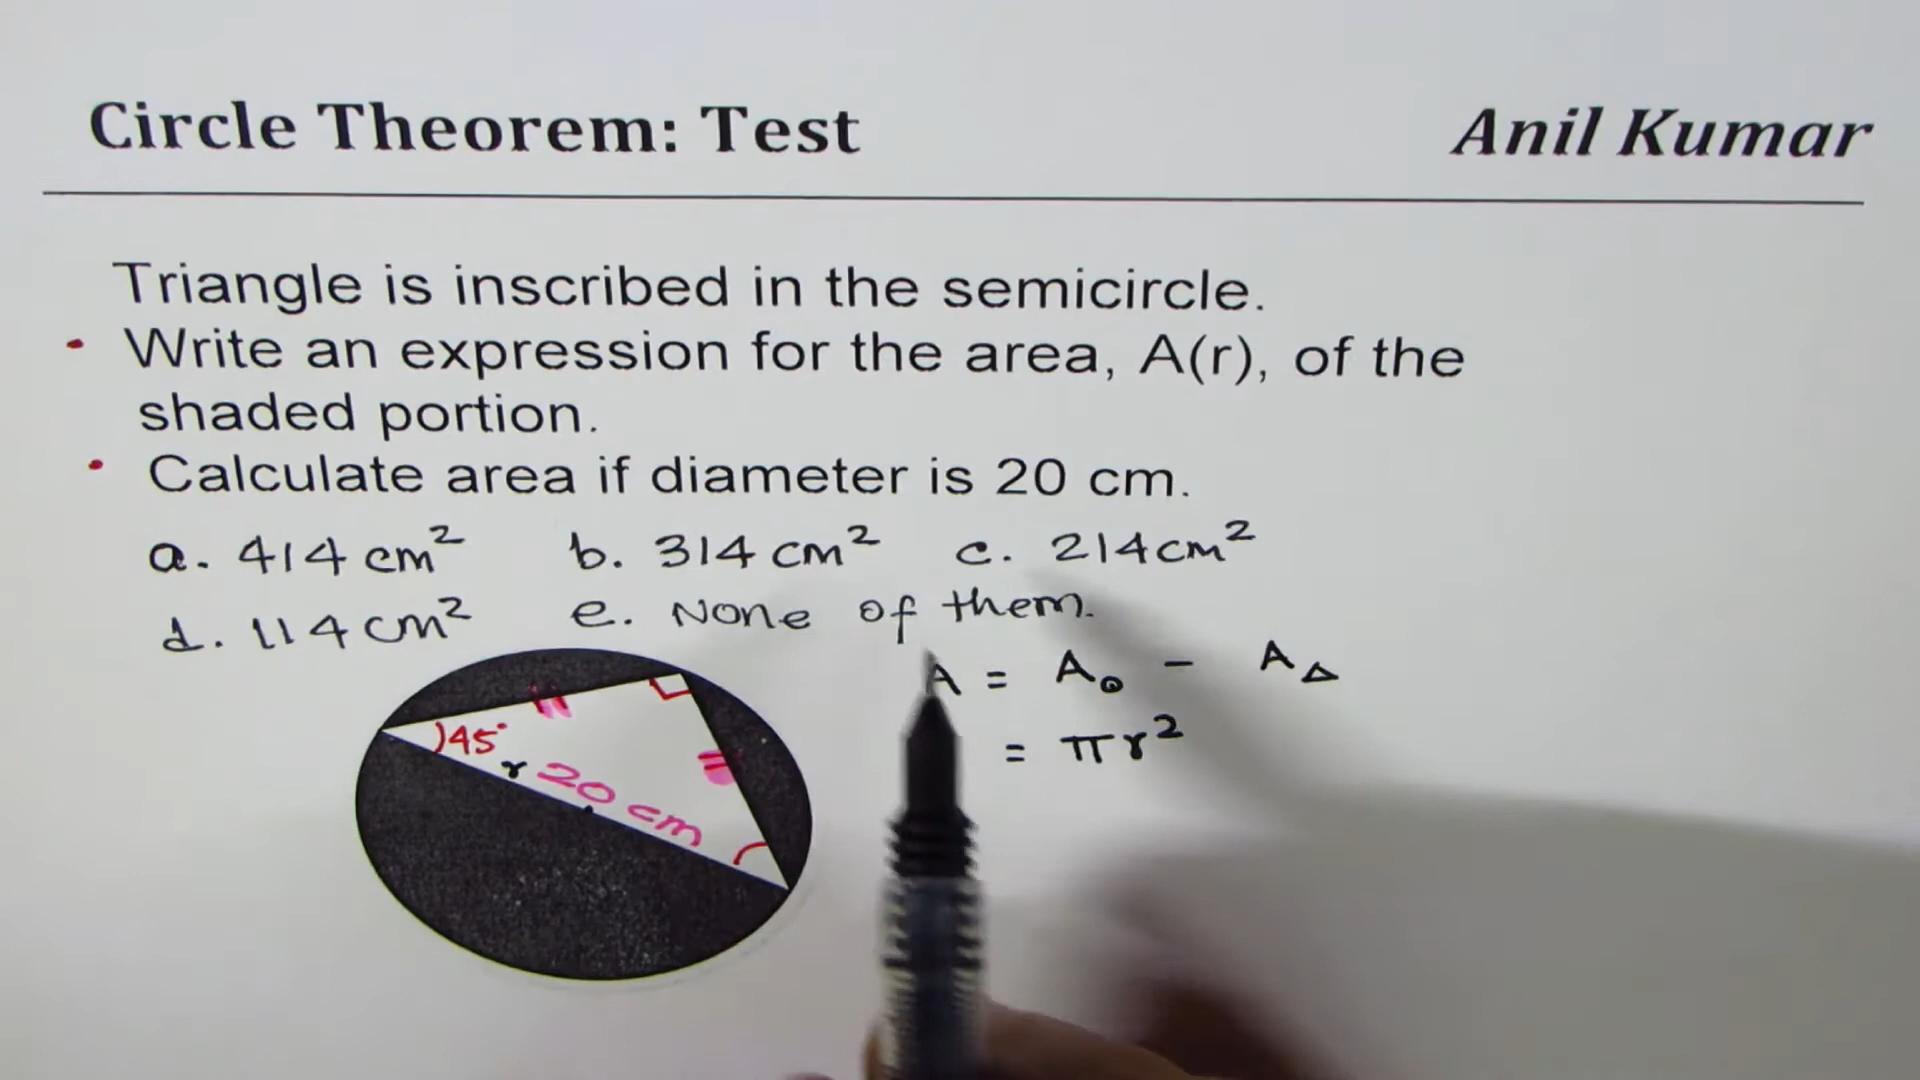 Circle Theorem: Test
Anil Kumar
Triangle is inscribed in the semicircle.
• Write an expression for the area, A(r), of the
shaded portion.
• Calculate area if diameter is 20 cm.
a. 414 cm² b. 314 cm² c. 214 cm²
d. 114 cm² e. None of them.
A = A⊙ - A△
= πr²
45°
r 20 cm